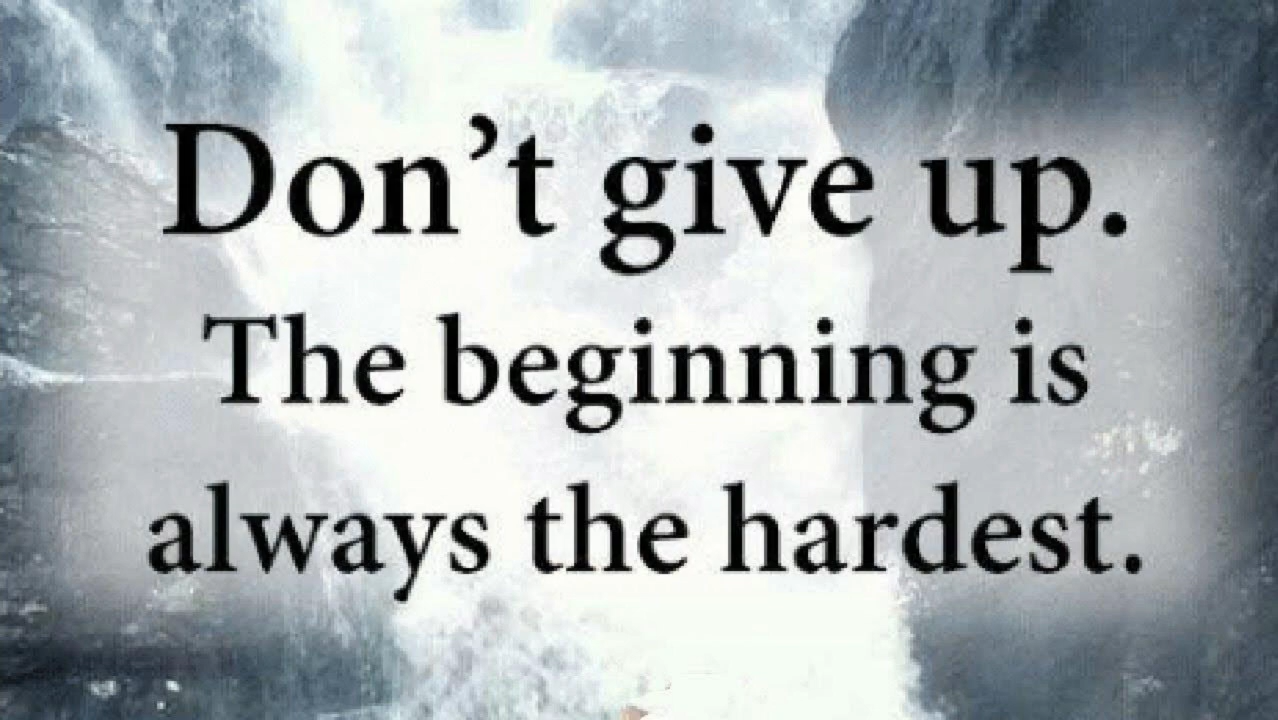 Don’t give up.
The beginning is
always the hardest.